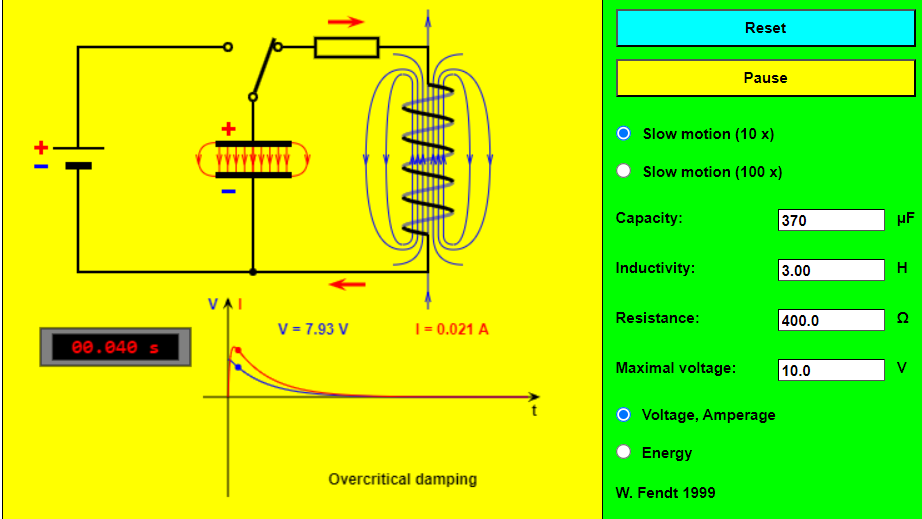 Reset
Pause
Slow motion (10 x)
Slow motion (100 x)
Capacity: 370 µF
Inductivity: 3.00 H
Resistance: 400.0 Ω
Maximal voltage: 10.0 V
Voltage, Amperage
Energy
W. Fendt 1999
+
+
−
−
V I
V = 7.93 V I = 0.021 A
00.040 s
t
Overcritical damping